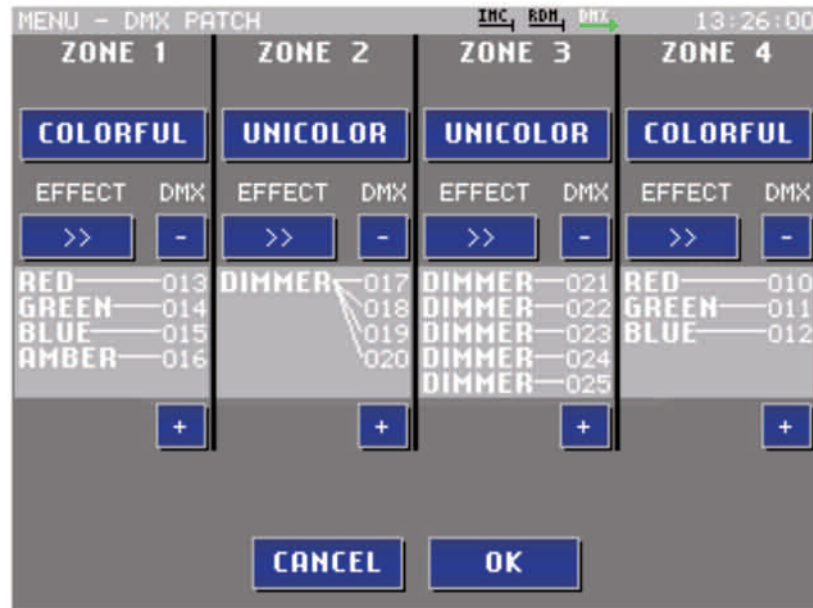 MENU - DMX PATCH IMC RDM DMX 13:26:00
ZONE 1 ZONE 2 ZONE 3 ZONE 4
COLORFUL UNICOLOR UNICOLOR COLORFUL
EFFECT DMX EFFECT DMX EFFECT DMX EFFECT DMX
>> - >> - >> - >> -
RED 013 DIMMER 017 DIMMER 021 RED 010
GREEN 014 018 DIMMER 022 GREEN 011
BLUE 015 019 DIMMER 023 BLUE 012
AMBER 016 020 DIMMER 024
DIMMER 025
+ + + +
CANCEL OK